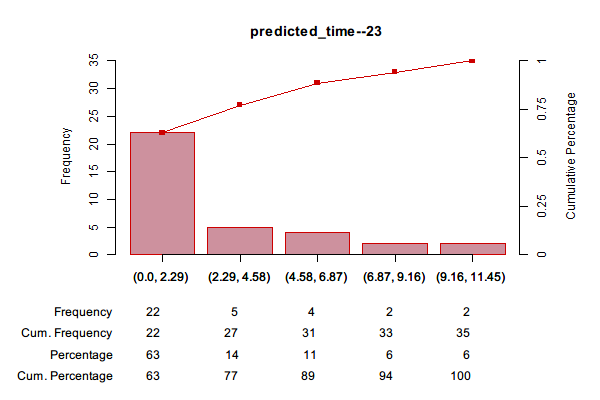 predicted_time--23
35
30
25
20
15
10
5
0
Frequency
1
0.75
0.5
0.25
0
Cumulative Percentage
(0.0, 2.29) (2.29, 4.58) (4.58, 6.87) (6.87, 9.16) (9.16, 11.45)
Frequency 22 5 4 2 2
Cum. Frequency 22 27 31 33 35
Percentage 63 14 11 6 6
Cum. Percentage 63 77 89 94 100